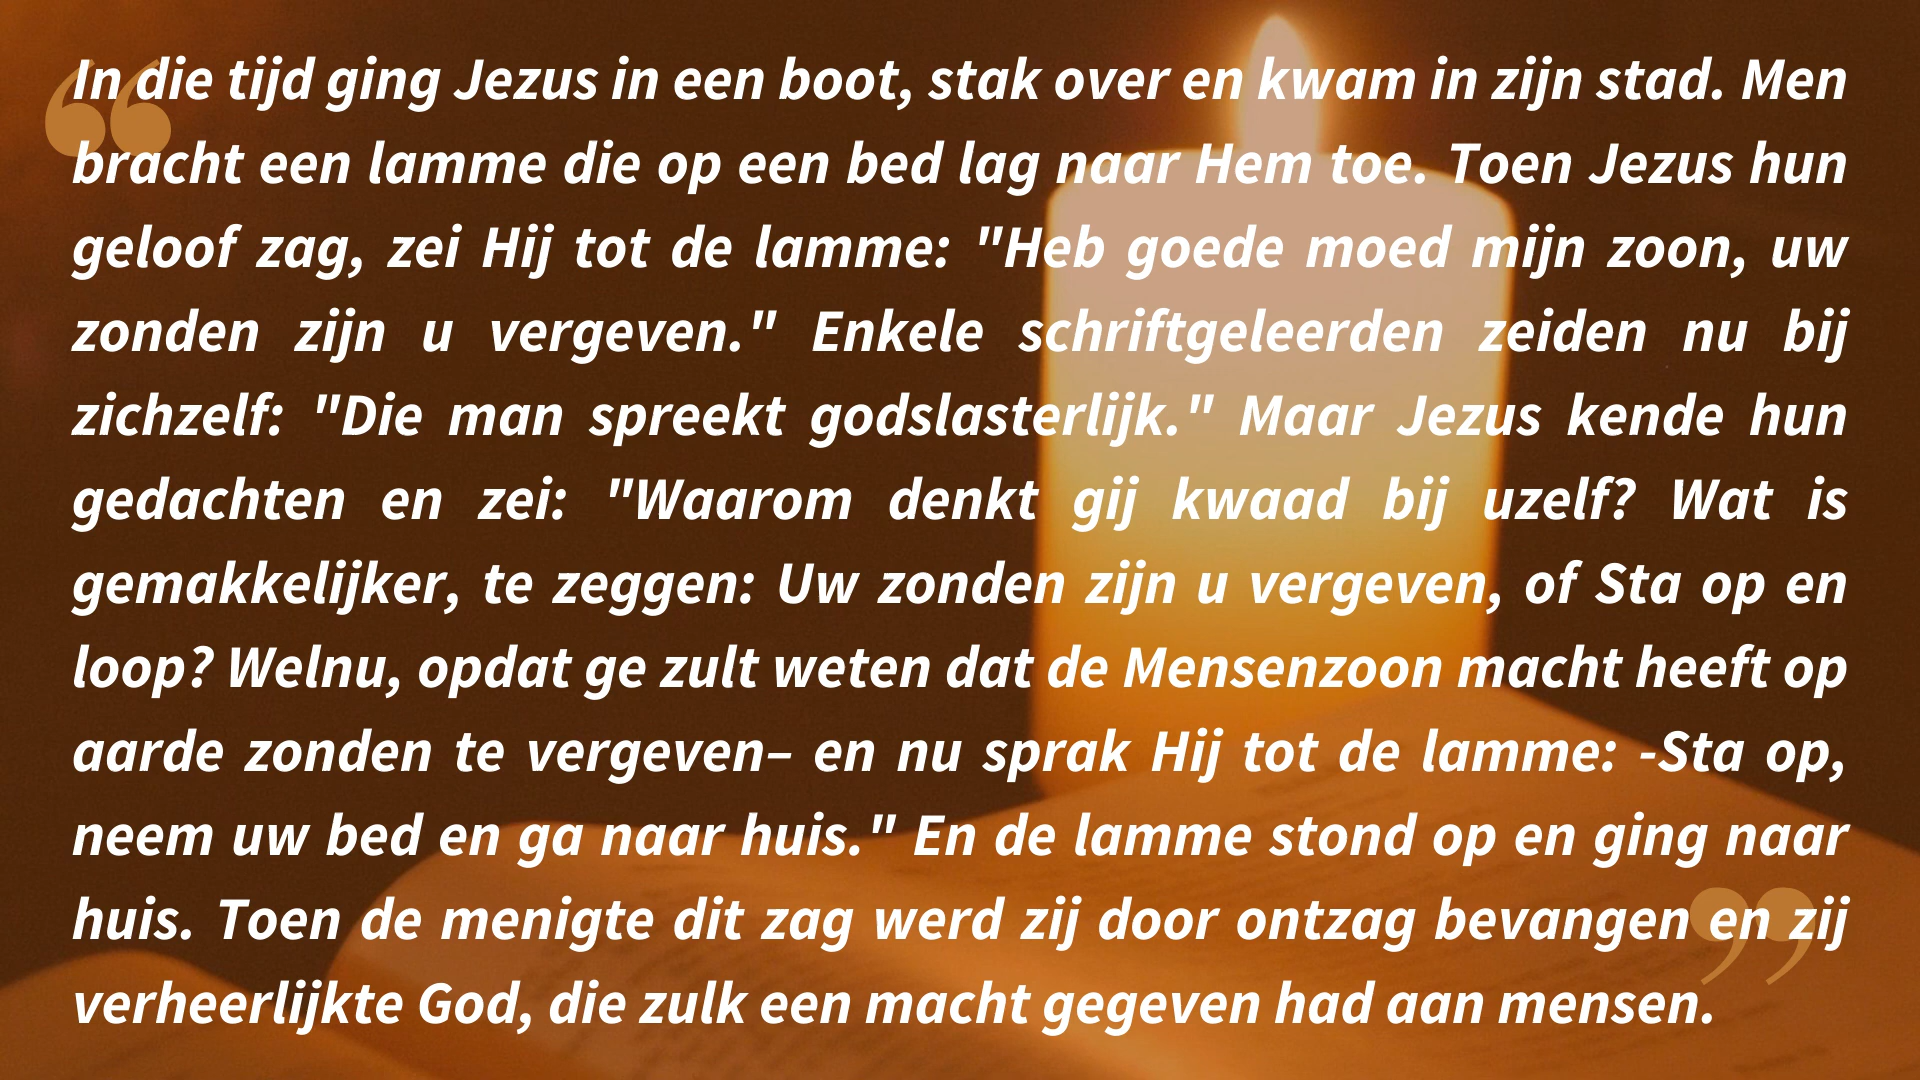 In die tijd ging Jezus in een boot, stak over en kwam in zijn stad. Men
bracht een lamme die op een bed lag naar Hem toe. Toen Jezus hun
geloof zag, zei Hij tot de lamme: "Heb goede moed mijn zoon, uw
zonden zijn u vergeven." Enkele schriftgeleerden zeiden nu bij
zichzelf: "Die man spreekt godslasterlijk." Maar Jezus kende hun
gedachten en zei: "Waarom denkt gij kwaad bij uzelf? Wat is
gemakkelijker, te zeggen: Uw zonden zijn u vergeven, of Sta op en
loop? Welnu, opdat ge zult weten dat de Mensenzoon macht heeft op
aarde zonden te vergeven– en nu sprak Hij tot de lamme: -Sta op,
neem uw bed en ga naar huis." En de lamme stond op en ging naar
huis. Toen de menigte dit zag werd zij door ontzag bevangen en zij
verheerlijkte God, die zulk een macht gegeven had aan mensen.